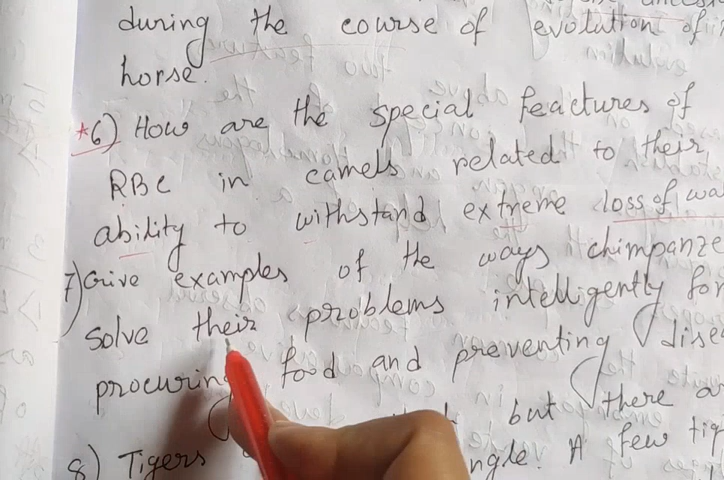 during the course of evolution of
horse.
*6) How are the special feactures of
RBC in camels related to their
ability to withstand extreme loss of wa
7) Give examples of the ways chimpanze
solve their problems intelligently for
procuring food and preventing disea
but there a
8) Tigers ngle. A few tig